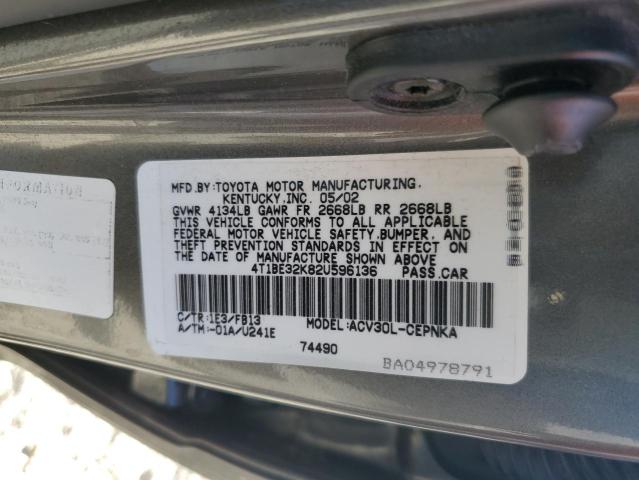 MFD.BY:TOYOTA MOTOR MANUFACTURING,
KENTUCKY,INC. 05/02
GVWR 4134LB GAWR FR 2668LB RR 2668LB
THIS VEHICLE CONFORMS TO ALL APPLICABLE
FEDERAL MOTOR VEHICLE SAFETY,BUMPER, AND
THEFT PREVENTION STANDARDS IN EFFECT ON
THE DATE OF MANUFACTURE SHOWN ABOVE.
4T1BE32K82U596136 PASS.CAR
C/TR:1E3/FB13 MODEL:ACV30L-CEPNKA
A/TM:-01A/U241E
74490
BA04978791